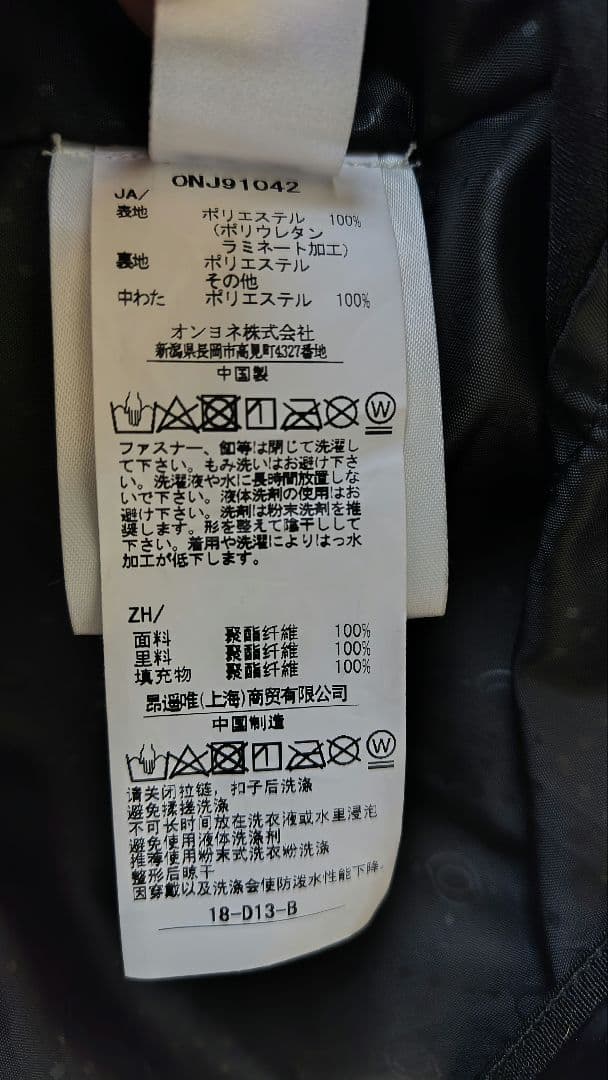 ONJ91042
JA/
表地 ポリエステル 100%
(ポリウレタン
ラミネート加工)
裏地 ポリエステル
その他
中わた ポリエステル 100%
オンヨネ株式会社
新潟県長岡市高見町4327番地
中国製
W
ファスナー、釦等は閉じて洗濯し
て下さい。もみ洗いはお避け下さ
い。洗濯液や水に長時間放置しな
いで下さい。液体洗剤の使用はお
避け下さい。洗剤は粉末洗剤を推
奨します。形を整えて陰干しして
下さい。着用や洗濯によりはっ水
加工が低下します。
ZH/
面料 聚酯纤维 100%
里料 聚酯纤维 100%
填充物 聚酯纤维 100%
昂遥唯(上海)商贸有限公司
中国制造
W
请关闭拉链，扣子后洗涤
避免揉搓洗涤
不可长时间放在洗衣液或水里浸泡
避免使用液体洗涤剂
推薄使用粉末式洗衣粉洗涤
整形后晾干
因穿戴以及洗涤会使防泼水性能下降.
18-D13-B